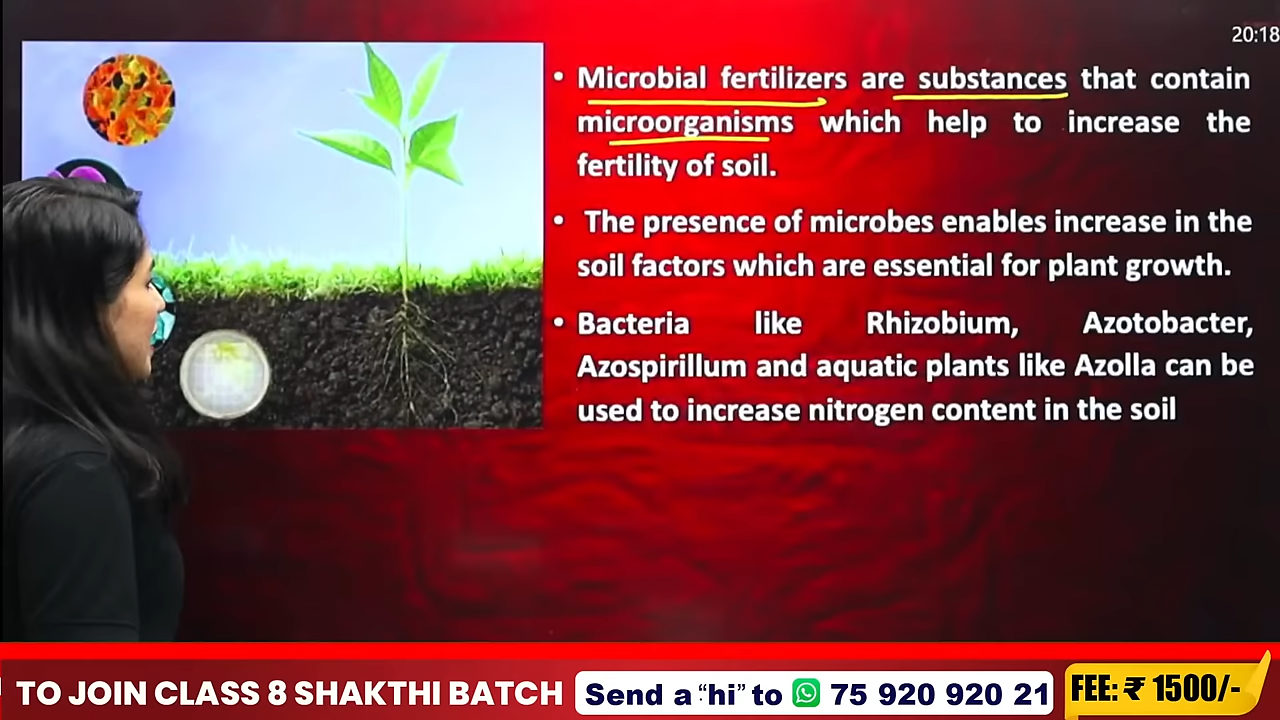 20:18
• Microbial fertilizers are substances that contain
microorganisms which help to increase the
fertility of soil.
• The presence of microbes enables increase in the
soil factors which are essential for plant growth.
• Bacteria like Rhizobium, Azotobacter,
Azospirillum and aquatic plants like Azolla can be
used to increase nitrogen content in the soil
TO JOIN CLASS 8 SHAKTHI BATCH Send a “hi” to 75 920 920 21 FEE: ₹ 1500/-